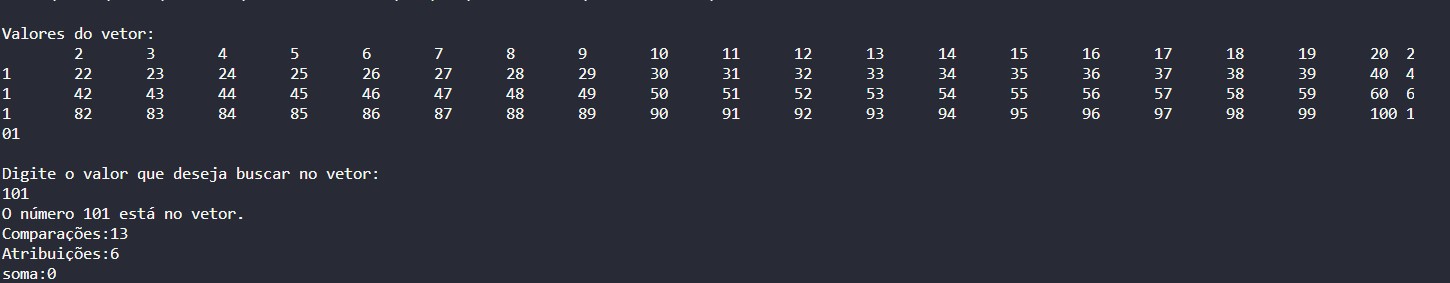 Valores do vetor:
2 3 4 5 6 7 8 9 10 11 12 13 14 15 16 17 18 19 20 2
1 22 23 24 25 26 27 28 29 30 31 32 33 34 35 36 37 38 39 40 4
1 42 43 44 45 46 47 48 49 50 51 52 53 54 55 56 57 58 59 60 6
1 82 83 84 85 86 87 88 89 90 91 92 93 94 95 96 97 98 99 100 1
01
Digite o valor que deseja buscar no vetor:
101
O número 101 está no vetor.
Comparações:13
Atribuições:6
soma:0